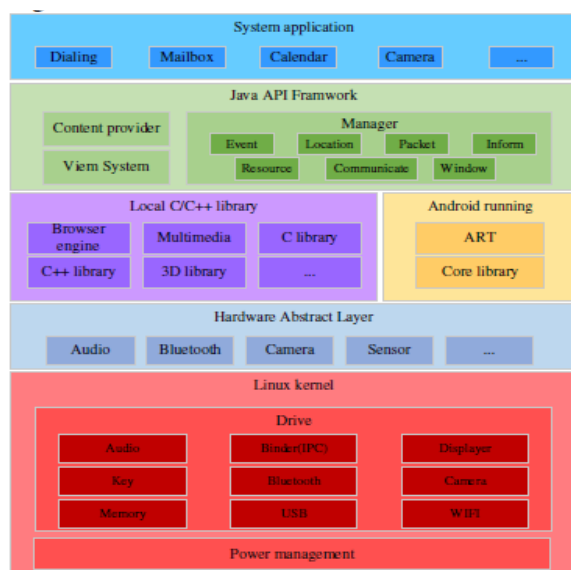 System application
Dialing Mailbox Calendar Camera ...
Java API Framwork
Content provider
Viem System
Manager
Event Location Packet Inform
Resource Communicate Window
Local C/C++ library
Browser engine
Multimedia
C library
C++ library
3D library
...
Android running
ART
Core library
Hardware Abstract Layer
Audio Bluetooth Camera Sensor ...
Linux kernel
Drive
Audio Binder(IPC) Displayer
Key Bluetooth Camera
Memory USB WIFI
Power management